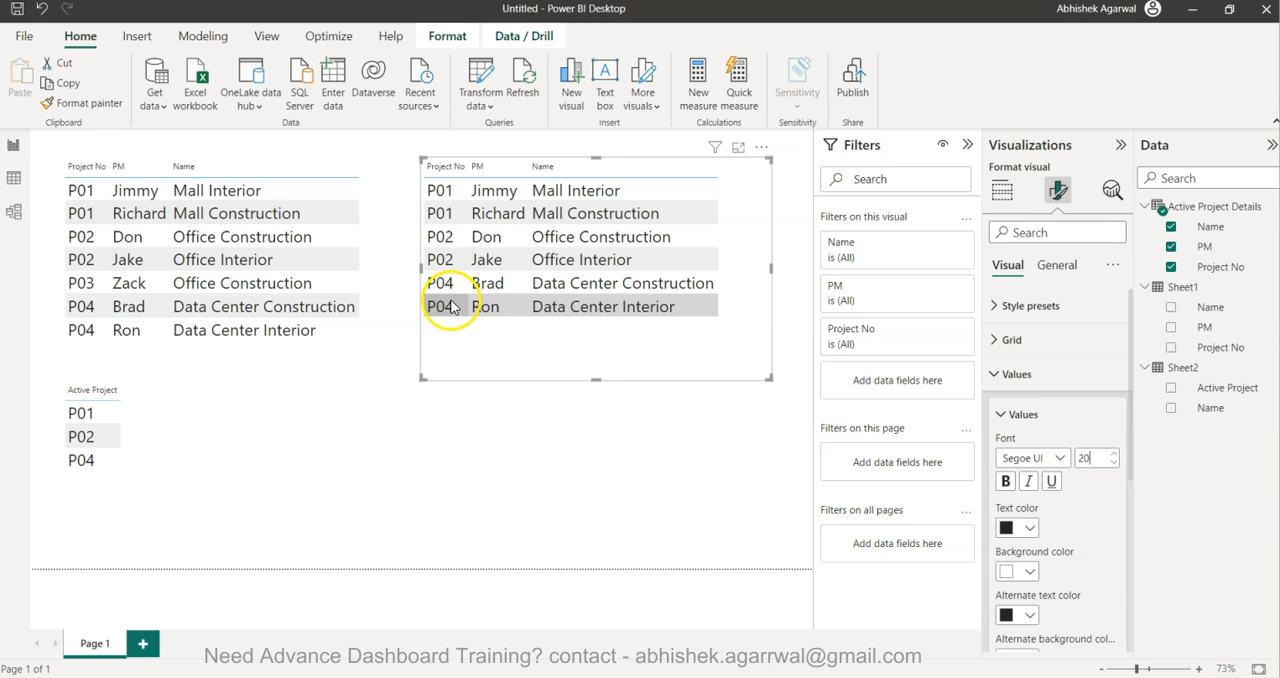 Untitled - Power BI Desktop
Abhishek Agarwal
File Home Insert Modeling View Optimize Help Format Data / Drill
Paste
Cut
Copy
Format painter
Clipboard
Get data
Excel workbook
OneLake data hub
SQL Server
Enter data
Dataverse
Recent sources
Data
Transform data
Refresh
Queries
New visual
Text box
More visuals
Insert
New measure
Quick measure
Calculations
Sensitivity
Sensitivity
Publish
Share
Project No PM Name
P01 Jimmy Mall Interior
P01 Richard Mall Construction
P02 Don Office Construction
P02 Jake Office Interior
P03 Zack Office Construction
P04 Brad Data Center Construction
P04 Ron Data Center Interior
Active Project
P01
P02
P04
Project No PM Name
P01 Jimmy Mall Interior
P01 Richard Mall Construction
P02 Don Office Construction
P02 Jake Office Interior
P04 Brad Data Center Construction
P04 Ron Data Center Interior
Filters
Search
Filters on this visual ...
Name
is (All)
PM
is (All)
Project No
is (All)
Add data fields here
Filters on this page ...
Add data fields here
Filters on all pages ...
Add data fields here
Visualizations
Format visual
Search
Visual General ...
Style presets
Grid
Values
Values
Font
Segoe UI 20
B I U
Text color
Background color
Alternate text color
Alternate background col...
Data
Search
Active Project Details
Name
PM
Project No
Sheet1
Name
PM
Project No
Sheet2
Active Project
Name
Page 1
Need Advance Dashboard Training? contact - abhishek.agarrwal@gmail.com
Page 1 of 1
- + 73%